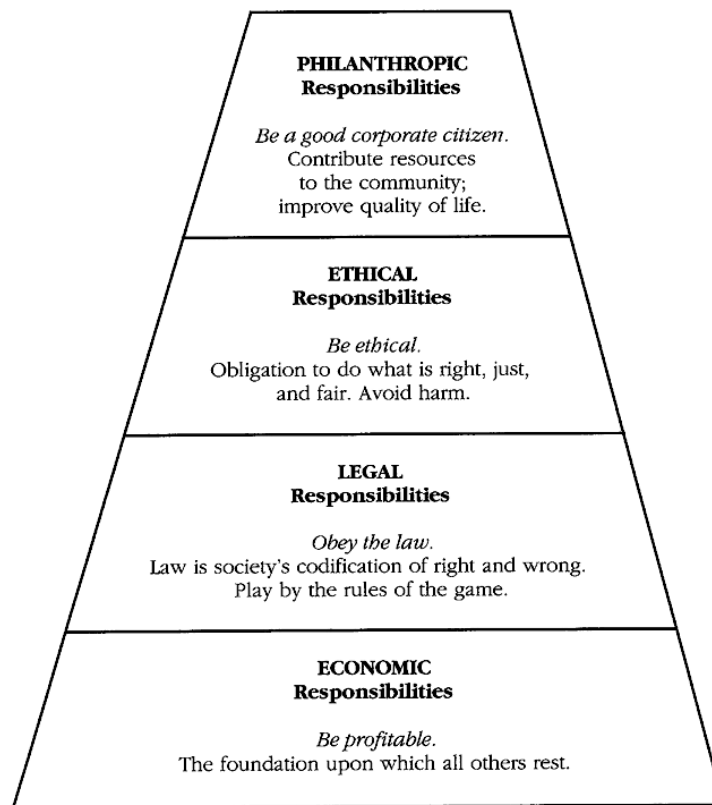 PHILANTHROPIC
Responsibilities
Be a good corporate citizen.
Contribute resources
to the community;
improve quality of life.
ETHICAL
Responsibilities
Be ethical.
Obligation to do what is right, just,
and fair. Avoid harm.
LEGAL
Responsibilities
Obey the law.
Law is society's codification of right and wrong.
Play by the rules of the game.
ECONOMIC
Responsibilities
Be profitable.
The foundation upon which all others rest.